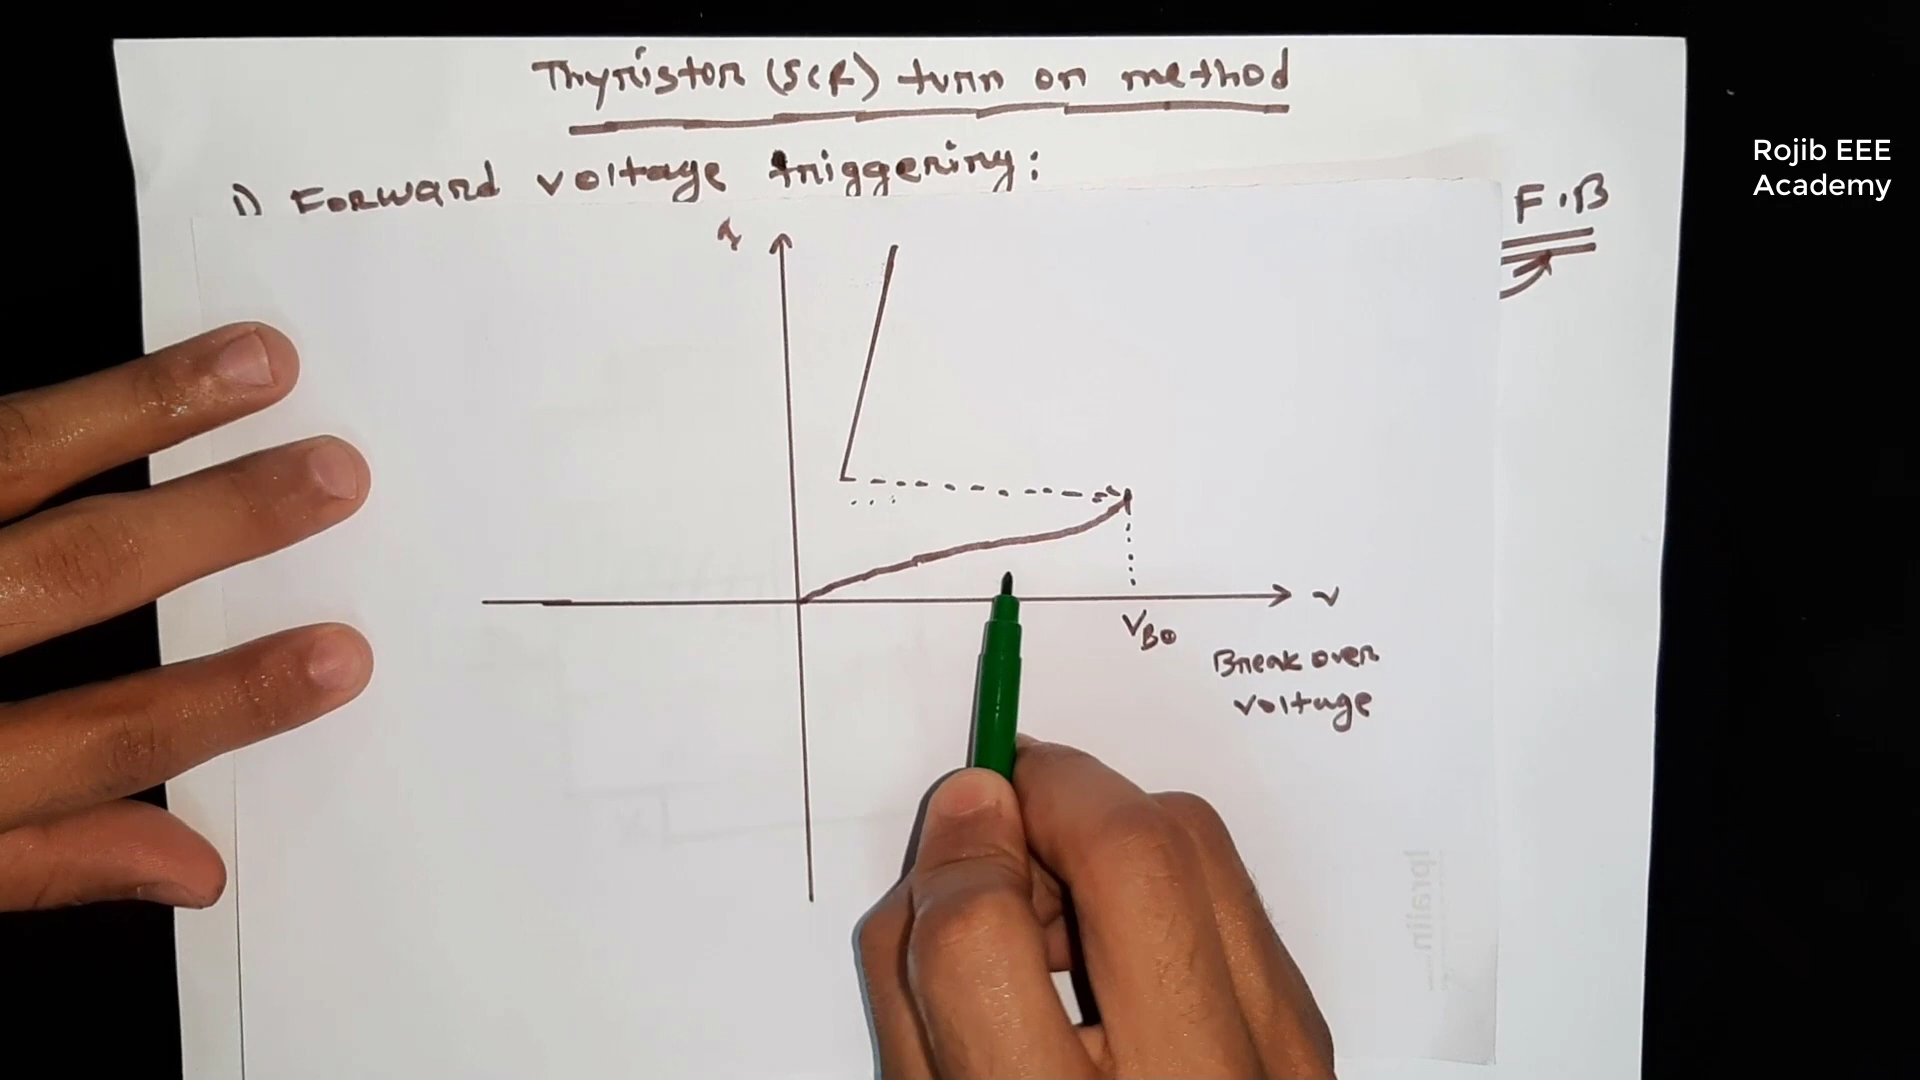 Thyristor (SCR) turn on method
1) Forward voltage triggering:
Rojib EEE
Academy
F.B
V
VBO
Break over
voltage